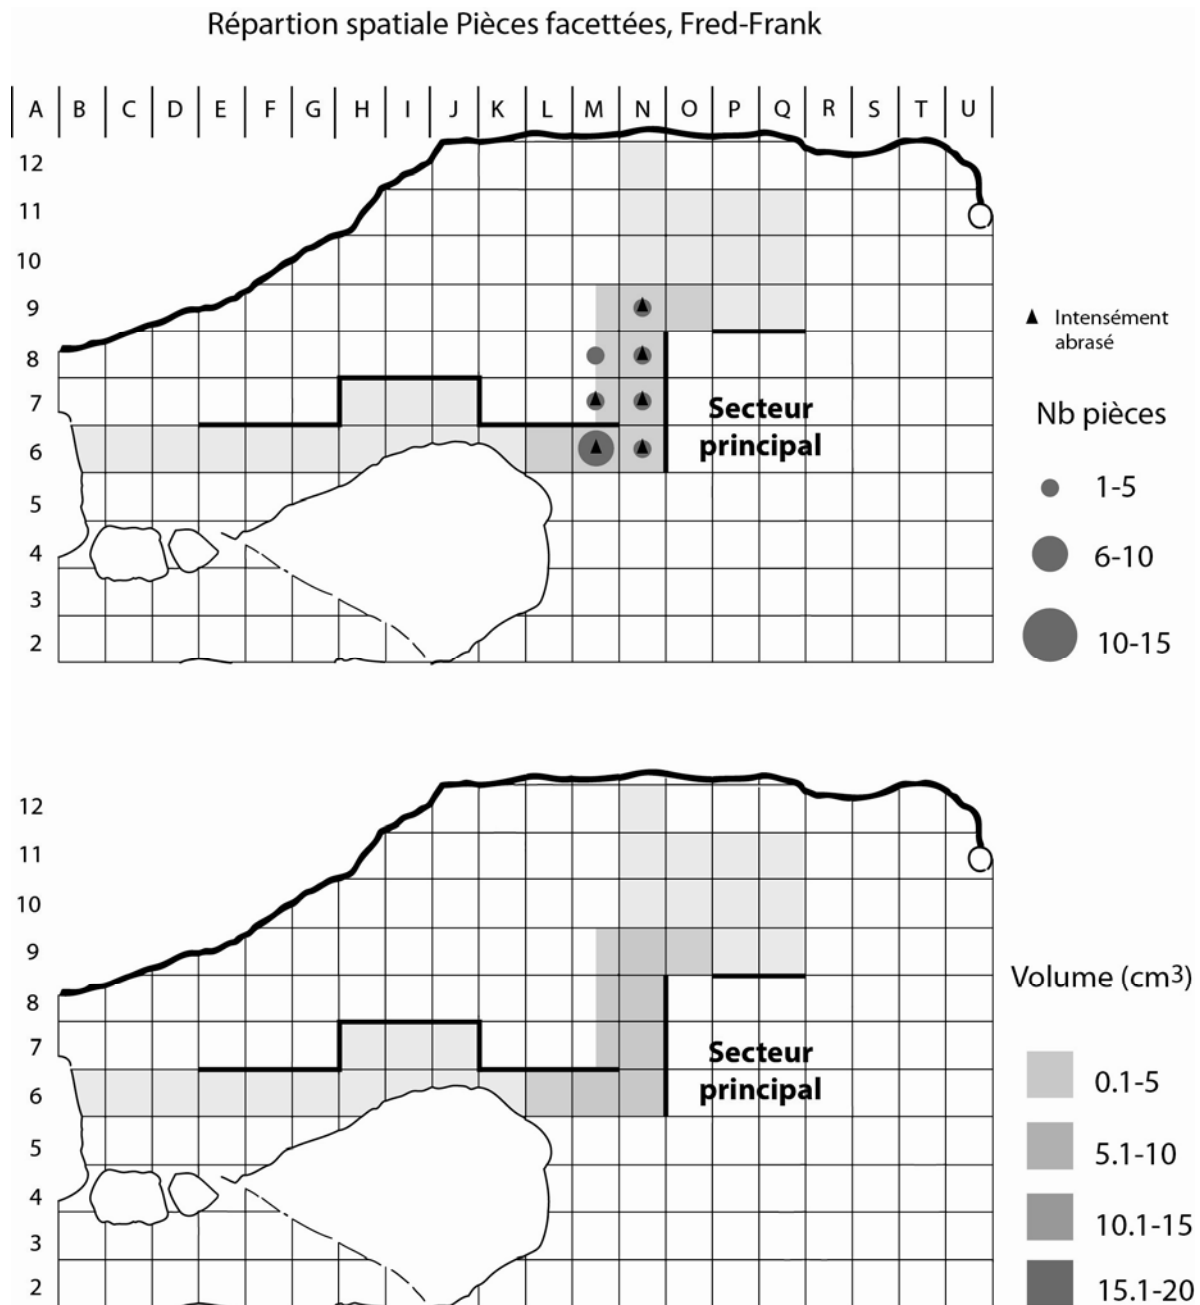 Répartion spatiale Pièces facettées, Fred-Frank
A B C D E F G H I J K L M N O P Q R S T U
12
11
10
9
8
7
6
5
4
3
2
Secteur
principal
Intensément
abrasé
Nb pièces
1-5
6-10
10-15
12
11
10
9
8
7
6
5
4
3
2
Secteur
principal
Volume (cm3)
0.1-5
5.1-10
10.1-15
15.1-20